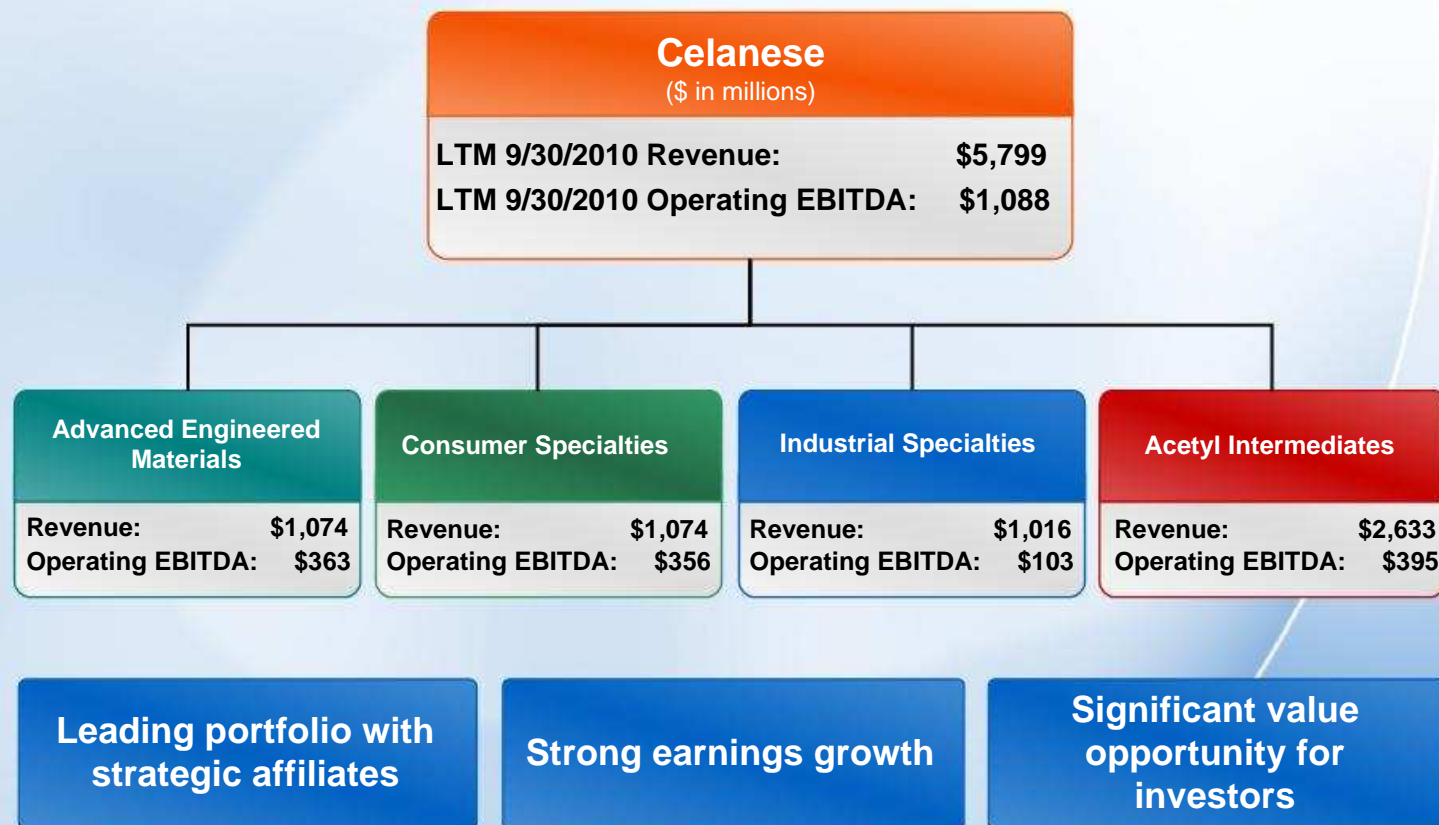 Celanese
($ in millions)
LTM 9/30/2010 Revenue: $5,799
LTM 9/30/2010 Operating EBITDA: $1,088
Advanced Engineered
Materials
Revenue: $1,074
Operating EBITDA: $363
Consumer Specialties
Revenue: $1,074
Operating EBITDA: $356
Industrial Specialties
Revenue: $1,016
Operating EBITDA: $103
Acetyl Intermediates
Revenue: $2,633
Operating EBITDA: $395
Leading portfolio with
strategic affiliates
Strong earnings growth
Significant value
opportunity for
investors